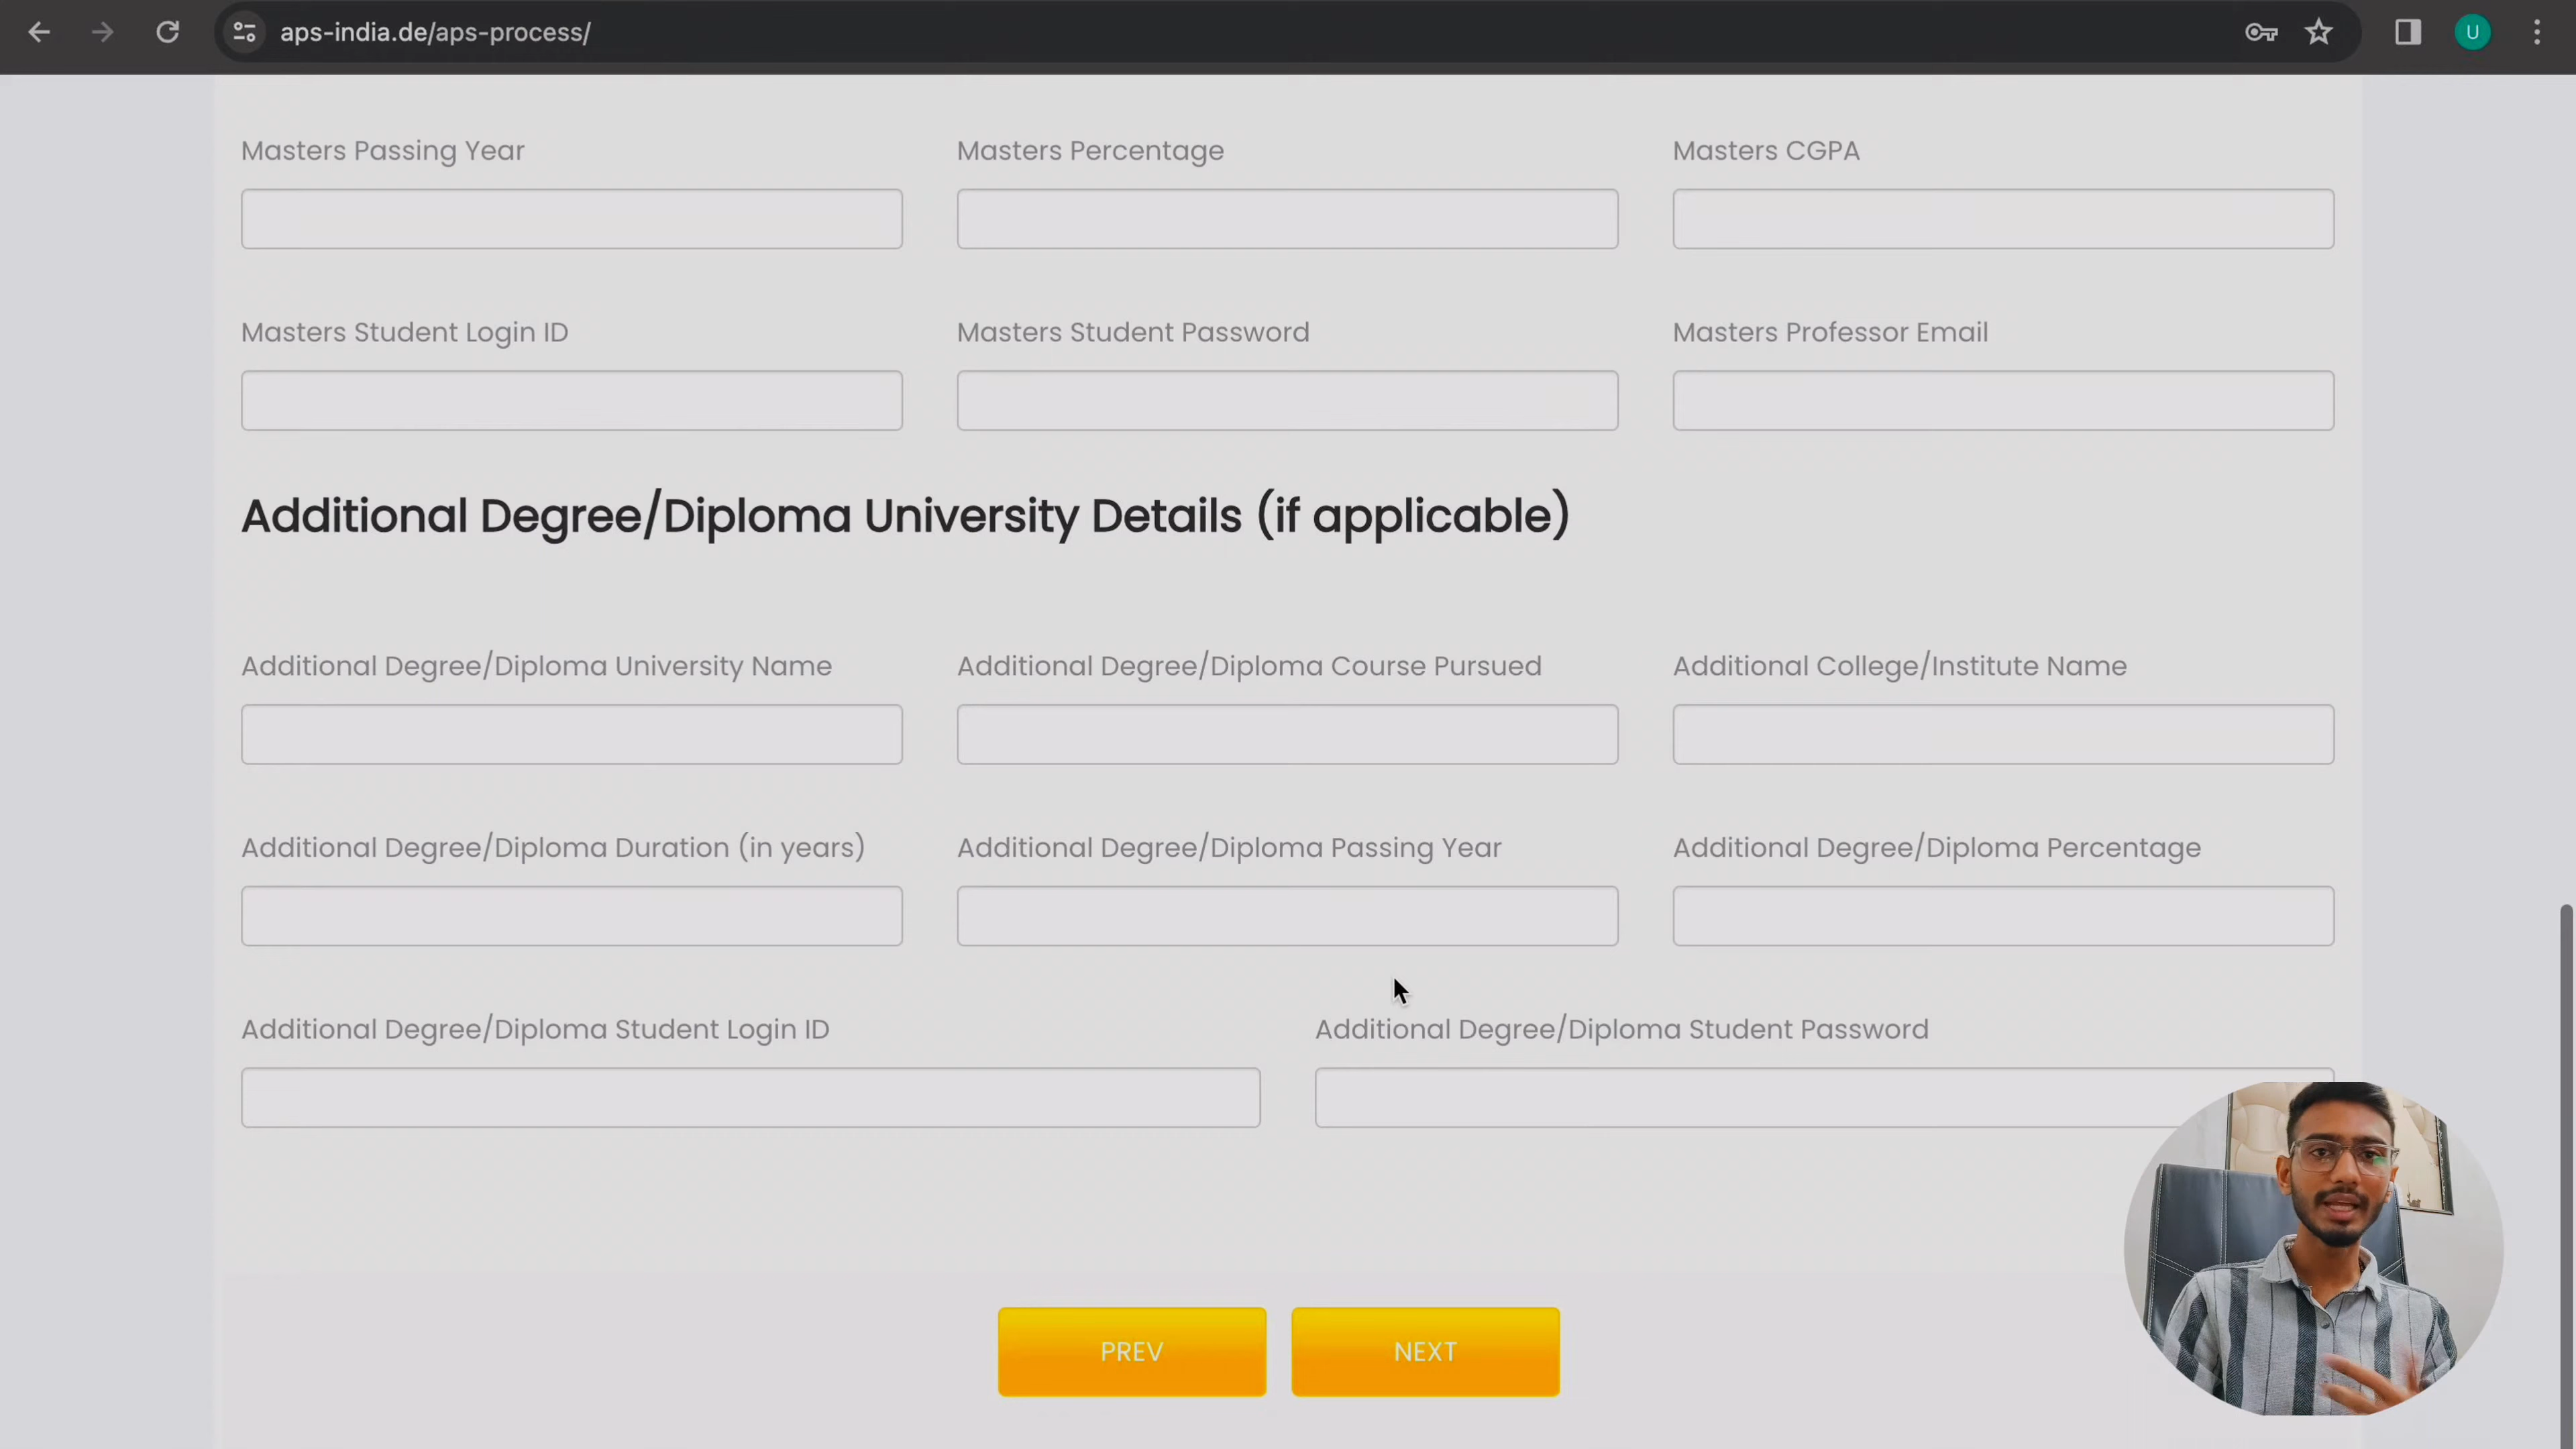 aps-india.de/aps-process/
U
Masters Passing Year
Masters Percentage
Masters CGPA
Masters Student Login ID
Masters Student Password
Masters Professor Email
Additional Degree/Diploma University Details (if applicable)
Additional Degree/Diploma University Name
Additional Degree/Diploma Course Pursued
Additional College/Institute Name
Additional Degree/Diploma Duration (in years)
Additional Degree/Diploma Passing Year
Additional Degree/Diploma Percentage
Additional Degree/Diploma Student Login ID
Additional Degree/Diploma Student Password
PREV
NEXT